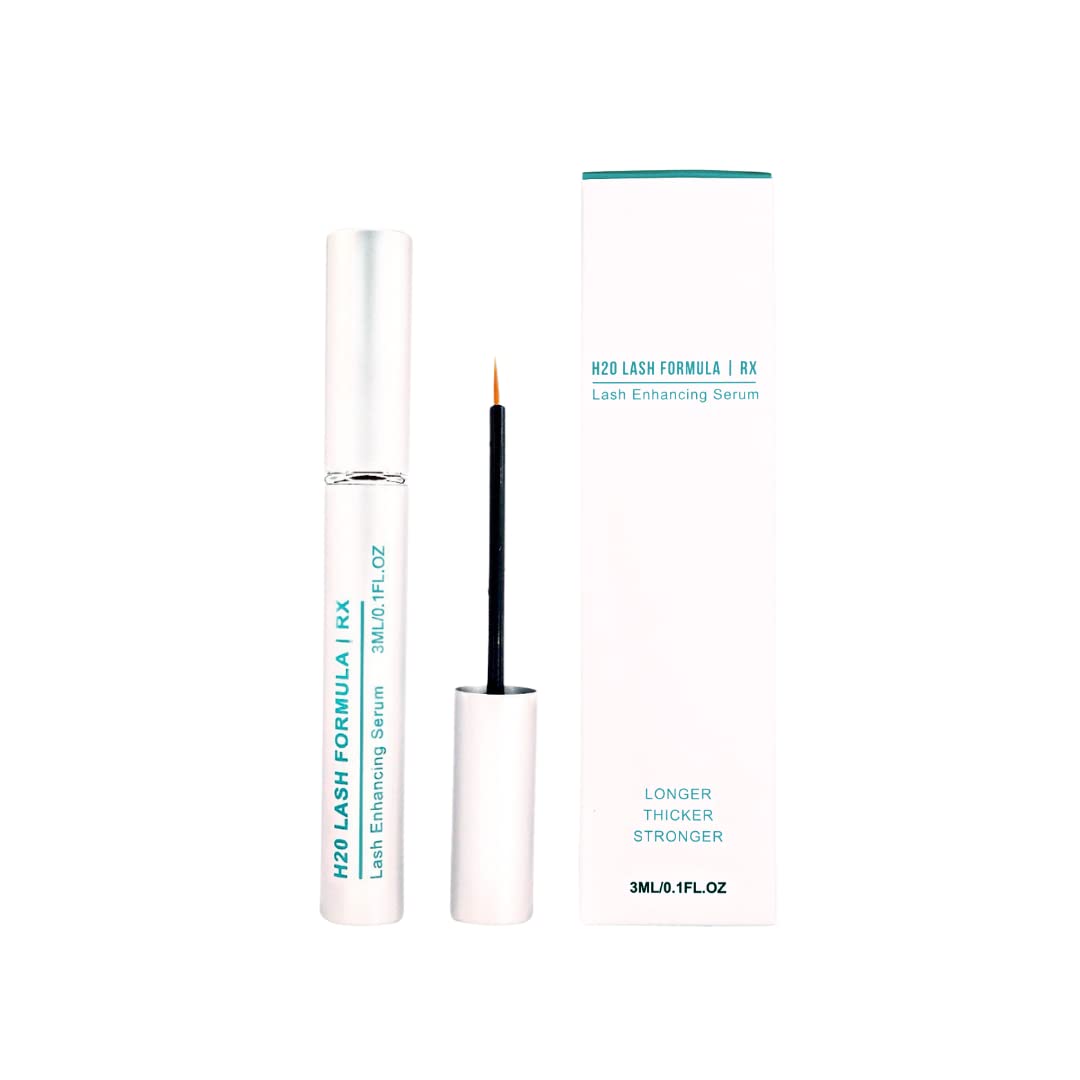 H20 LASH FORMULA | RX
Lash Enhancing Serum 3ML/0.1FL.OZ
H20 LASH FORMULA | RX
Lash Enhancing Serum
LONGER
THICKER
STRONGER
3ML/0.1FL.OZ